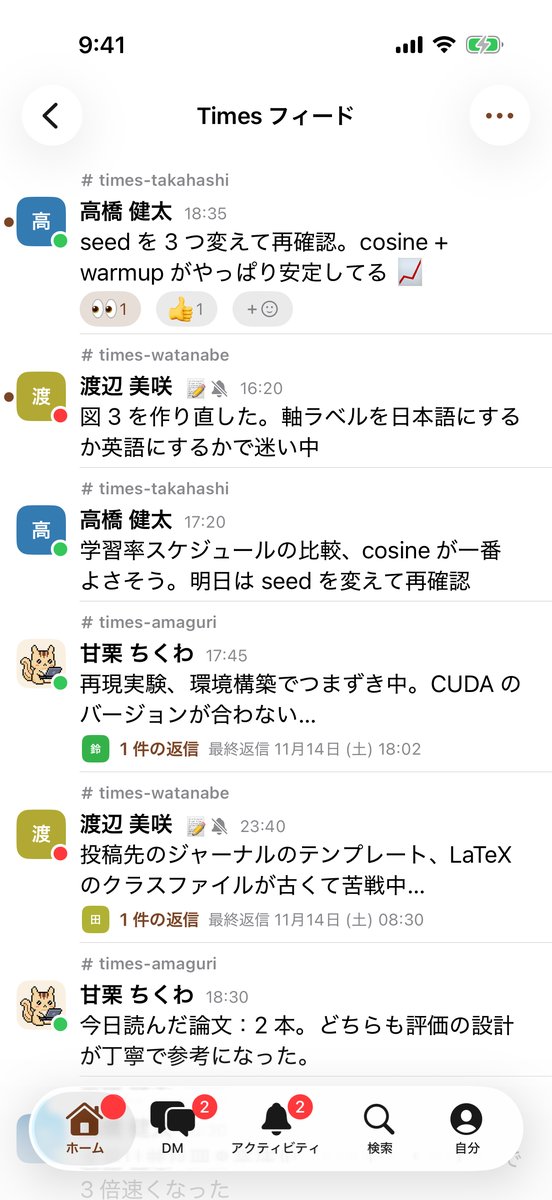 9:41
Times フィード
# times-takahashi
高
高橋 健太 18:35
seed を 3 つ変えて再確認。cosine +
warmup がやっぱり安定してる 📈
👀1 👍1 +
# times-watanabe
渡
渡辺 美咲 📝 16:20
図 3 を作り直した。軸ラベルを日本語にする
か英語にするかで迷い中
# times-takahashi
高
高橋 健太 17:20
学習率スケジュールの比較、cosine が一番
よさそう。明日は seed を変えて再確認
# times-amaguri
甘栗 ちくわ 17:45
再現実験、環境構築でつまずき中。CUDA の
バージョンが合わない...
鈴 1 件の返信 最終返信 11月14日 (土) 18:02
# times-watanabe
渡
渡辺 美咲 📝 23:40
投稿先のジャーナルのテンプレート、LaTeX
のクラスファイルが古くて苦戦中...
田 1 件の返信 最終返信 11月14日 (土) 08:30
# times-amaguri
甘栗 ちくわ 18:30
今日読んだ論文：2 本。どちらも評価の設計
が丁寧で参考になった。
2 2
ホーム DM アクティビティ 検索 自分
3 倍速くなった